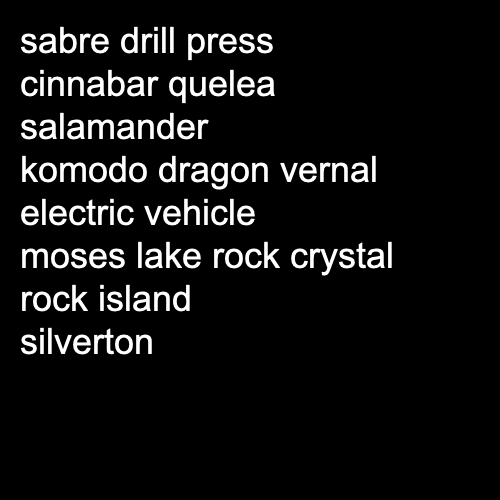 sabre drill press
cinnabar quelea
salamander
komodo dragon vernal
electric vehicle
moses lake rock crystal
rock island
silverton